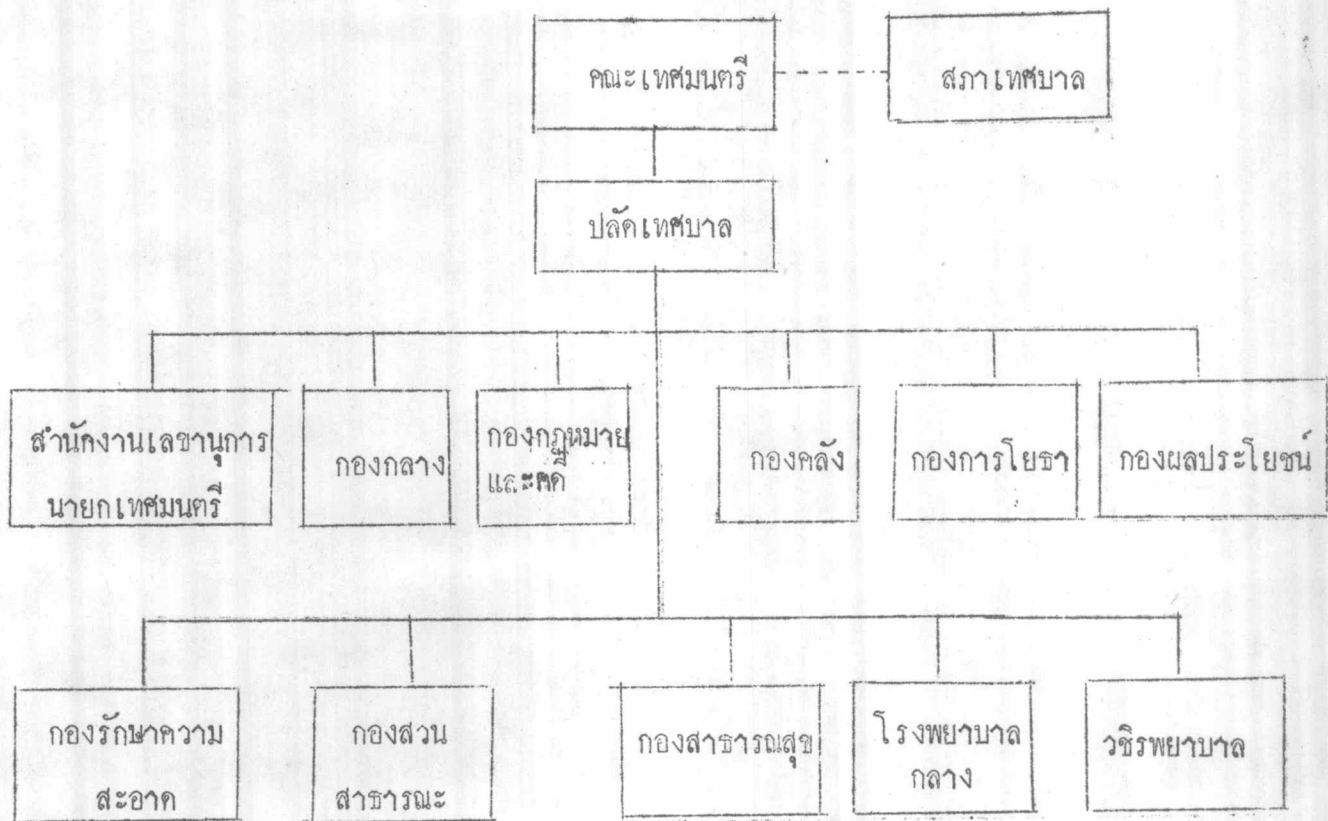 คณะเทศมนตรี
สภาเทศบาล
ปลัดเทศบาล
สำนักงานเลขานุการ
นายกเทศมนตรี
กองกลาง
กองกฎหมาย
และคดี
กองคลัง
กองการโยธา
กองผลประโยชน์
กองรักษาความ
สะอาด
กองสวน
สาธารณะ
กองสาธารณสุข
โรงพยาบาล
กลาง
วชิรพยาบาล